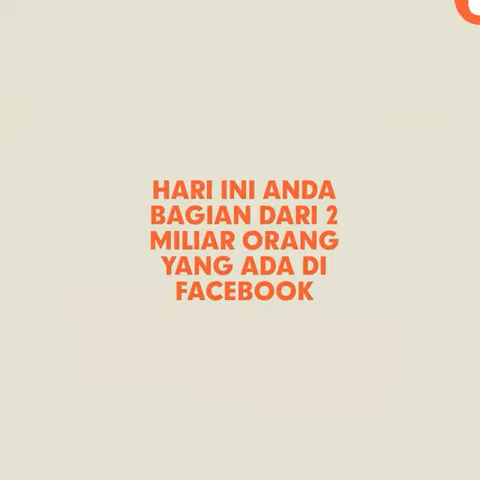 HARI INI ANDA
BAGIAN DARI 2
MILIAR ORANG
YANG ADA DI
FACEBOOK